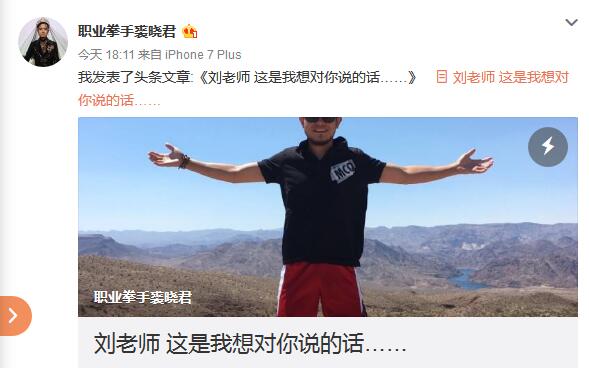 职业拳手裘晓君
今天 18:11 来自 iPhone 7 Plus
我发表了头条文章:《刘老师 这是我想对你说的话……》 刘老师 这是我想对
你说的话……
MCQ
职业拳手裘晓君
刘老师 这是我想对你说的话……